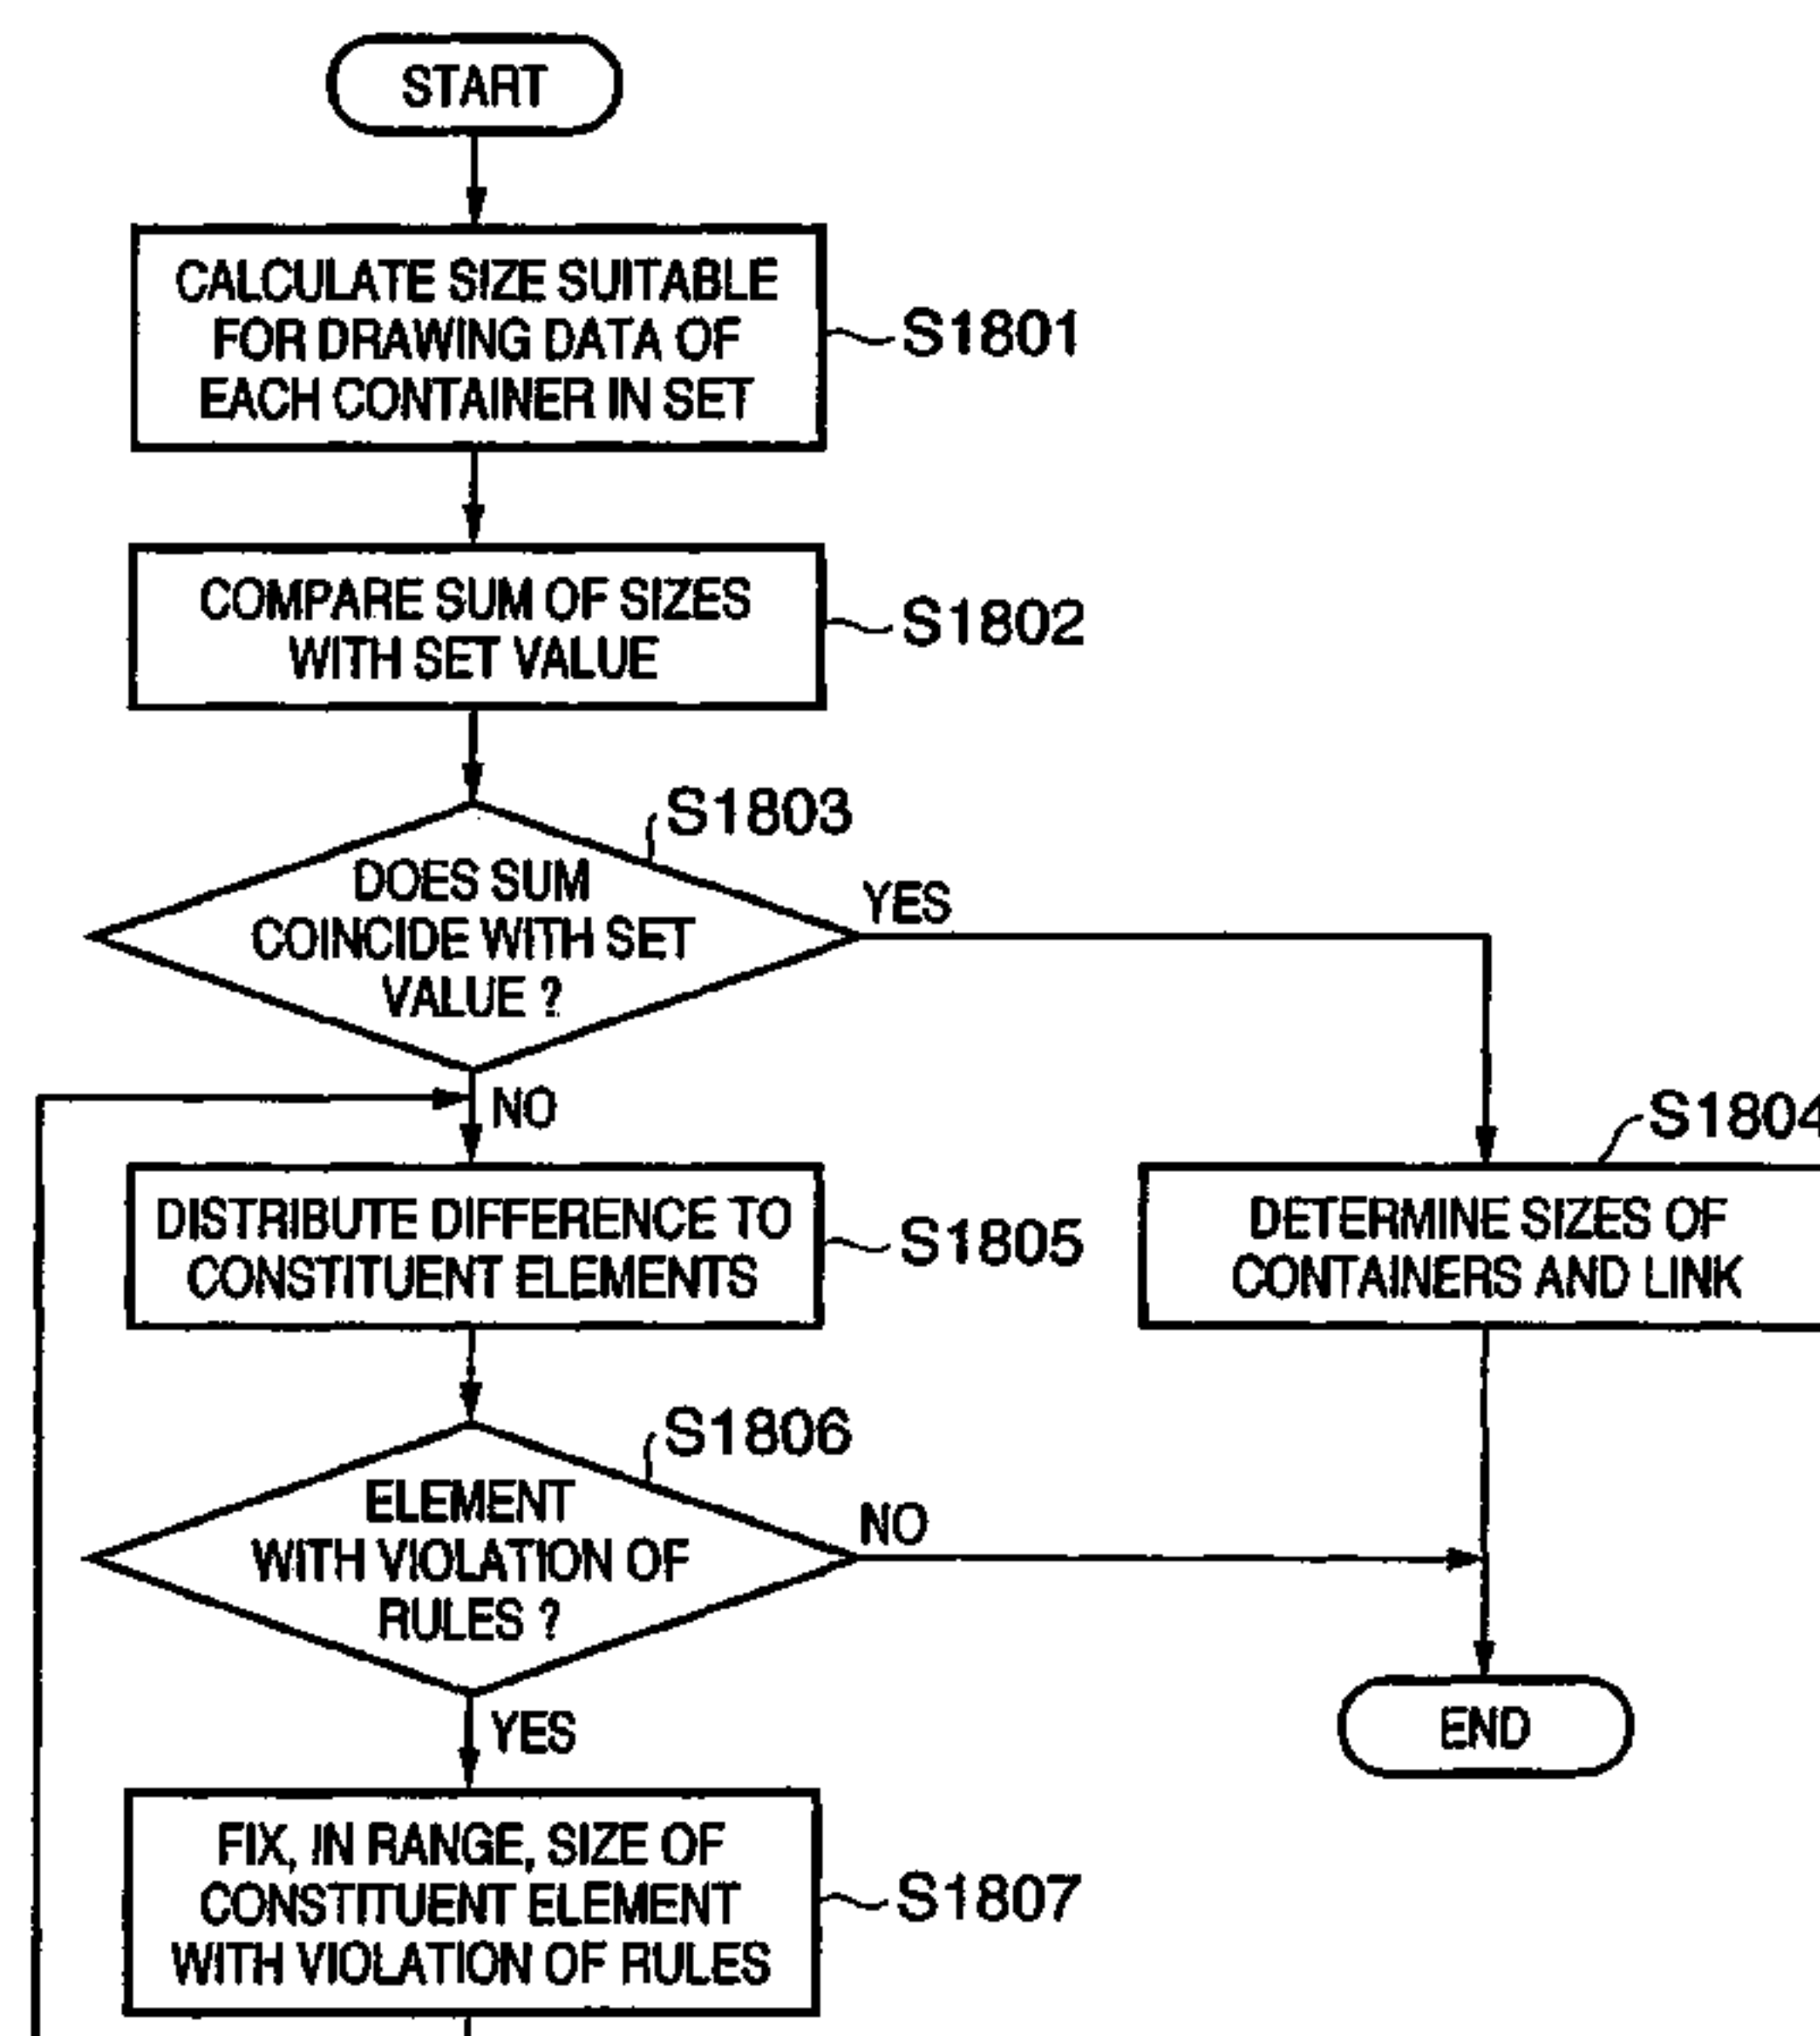 START
CALCULATE SIZE SUITABLE
FOR DRAWING DATA OF
EACH CONTAINER IN SET
S1801
COMPARE SUM OF SIZES
WITH SET VALUE
S1802
S1803
DOES SUM
COINCIDE WITH SET
VALUE ?
YES
NO
S1804
DISTRIBUTE DIFFERENCE TO
CONSTITUENT ELEMENTS
S1805
DETERMINE SIZES OF
CONTAINERS AND LINK
S1806
ELEMENT
WITH VIOLATION OF
RULES ?
NO
YES
END
FIX, IN RANGE, SIZE OF
CONSTITUENT ELEMENT
WITH VIOLATION OF RULES
S1807